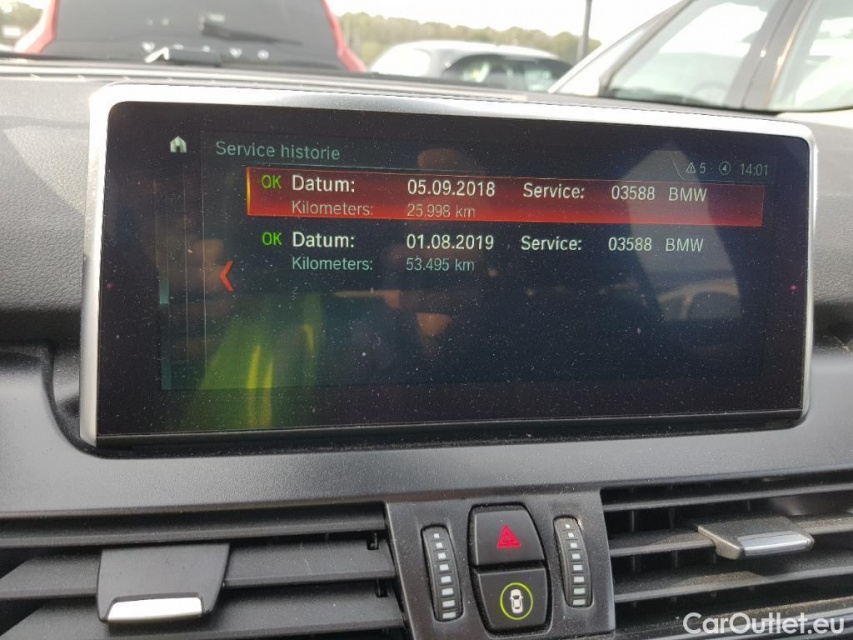 Service historie
5 14:01
OK Datum: 05.09.2018 Service: 03588 BMW
Kilometers: 25.998 km
OK Datum: 01.08.2019 Service: 03588 BMW
Kilometers: 53.495 km
CarOutlet.eu